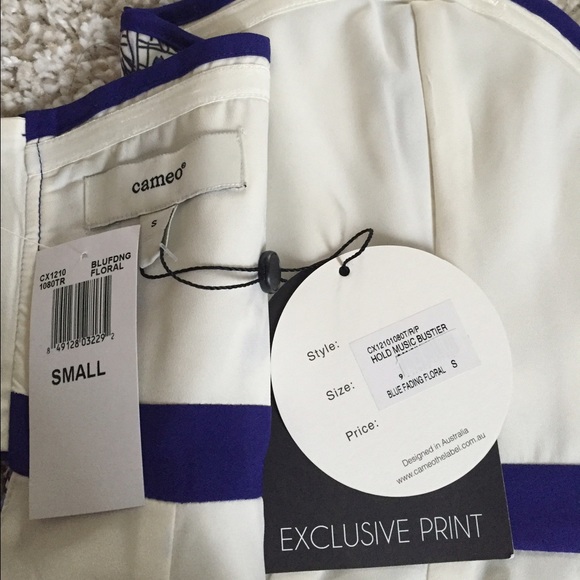 cameo®
S
CX1210
1080TR
BLUFDNG
FLORAL
8 49128 03229 2
SMALL
Style:
CX12101080T/R/P
HOLD MUSIC BUSTIER
Size:
BLUE FADING FLORAL S
Price:
Designed in Australia
www.cameothelabel.com.au
EXCLUSIVE PRINT